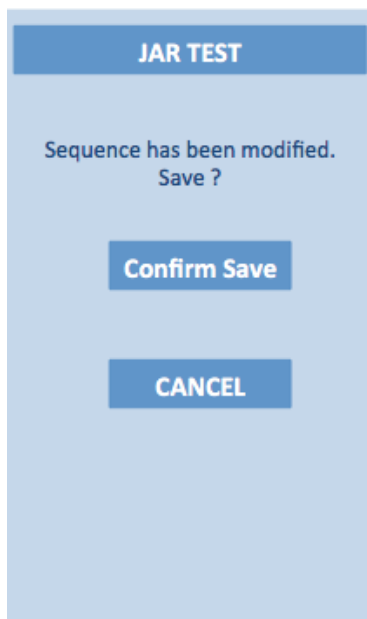 JAR TEST
Sequence has been modified.
Save ?
Confirm Save
CANCEL